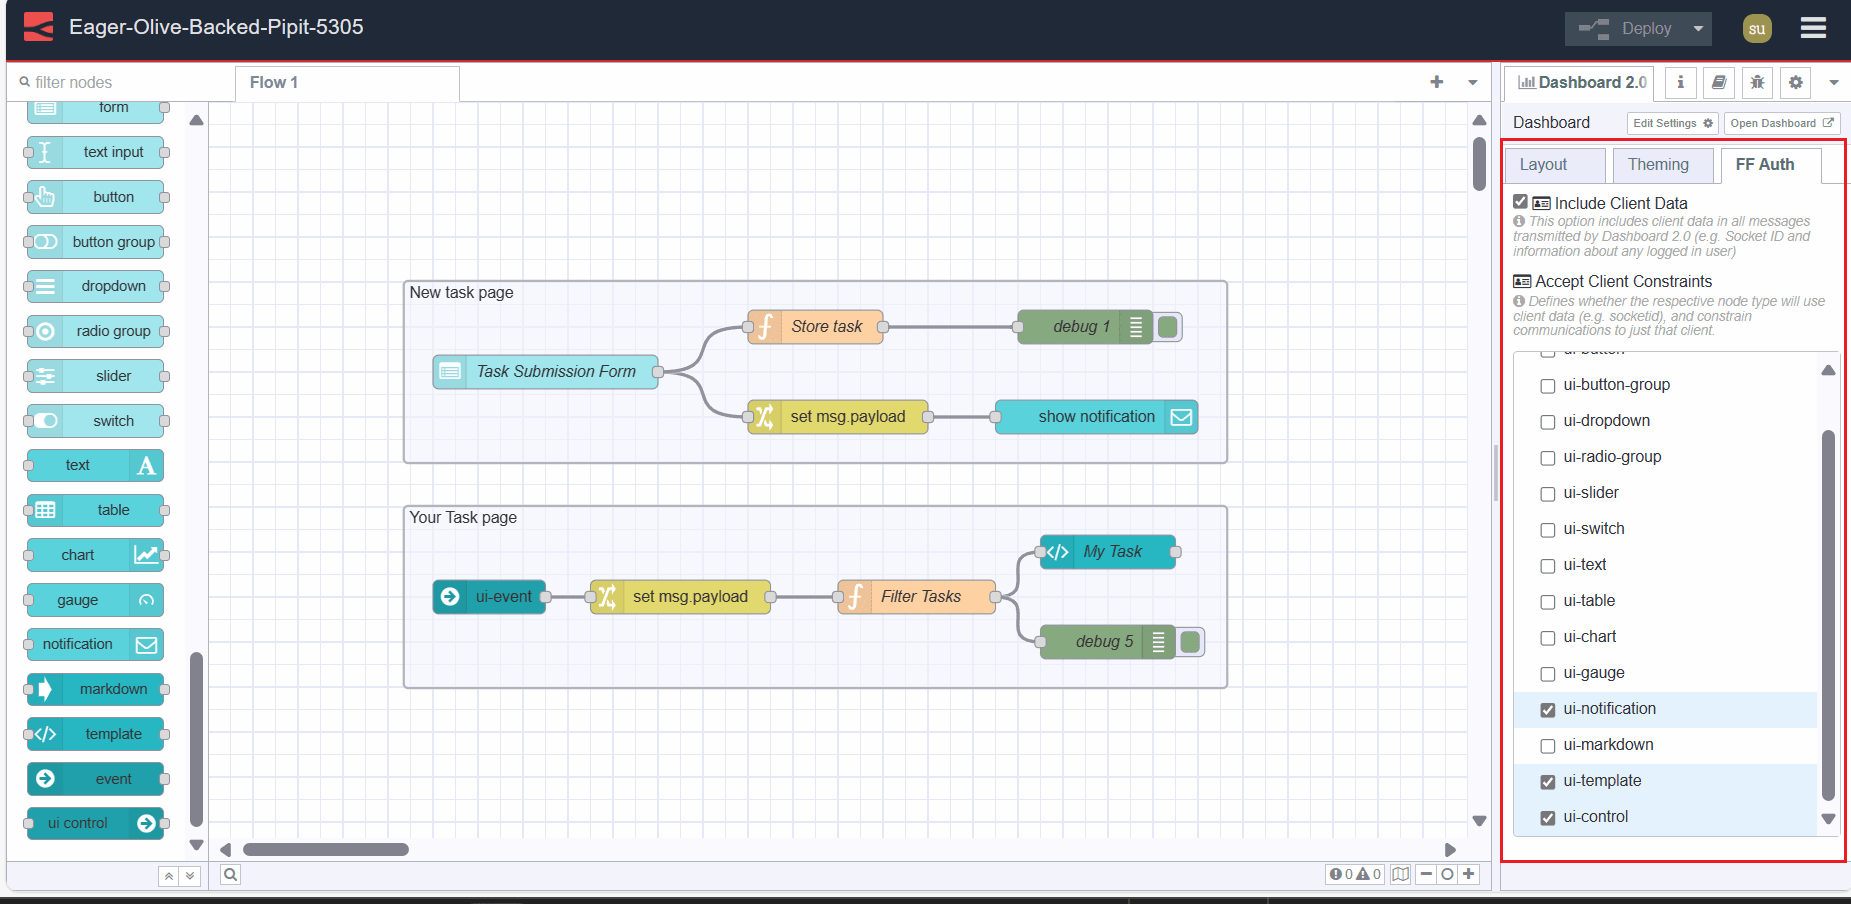 Eager-Olive-Backed-Pipit-5305
Deploy
su
filter nodes
Flow 1
Dashboard 2.0
form
text input
button
button group
dropdown
radio group
slider
switch
text
table
chart
gauge
notification
markdown
template
event
ui control
New task page
Task Submission Form
Store task
debug 1
set msg.payload
show notification
Your Task page
ui-event
set msg.payload
Filter Tasks
My Task
debug 5
0
0
Dashboard
Edit Settings
Open Dashboard
Layout
Theming
FF Auth
Include Client Data
This option includes client data in all messages
transmitted by Dashboard 2.0 (e.g. Socket ID and
information about any logged in user)
Accept Client Constraints
Defines whether the respective node type will use
client data (e.g. socketid), and constrain
communications to just that client.
ui-button
ui-button-group
ui-dropdown
ui-radio-group
ui-slider
ui-switch
ui-text
ui-table
ui-chart
ui-gauge
ui-notification
ui-markdown
ui-template
ui-control